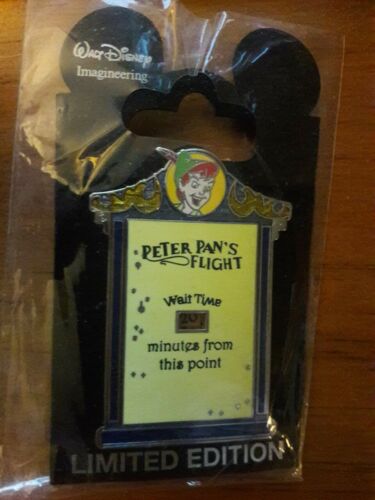 Walt Disney
Imagineering
PETER PAN'S
FLIGHT
Wait Time
minutes from
this point
LIMITED EDITION